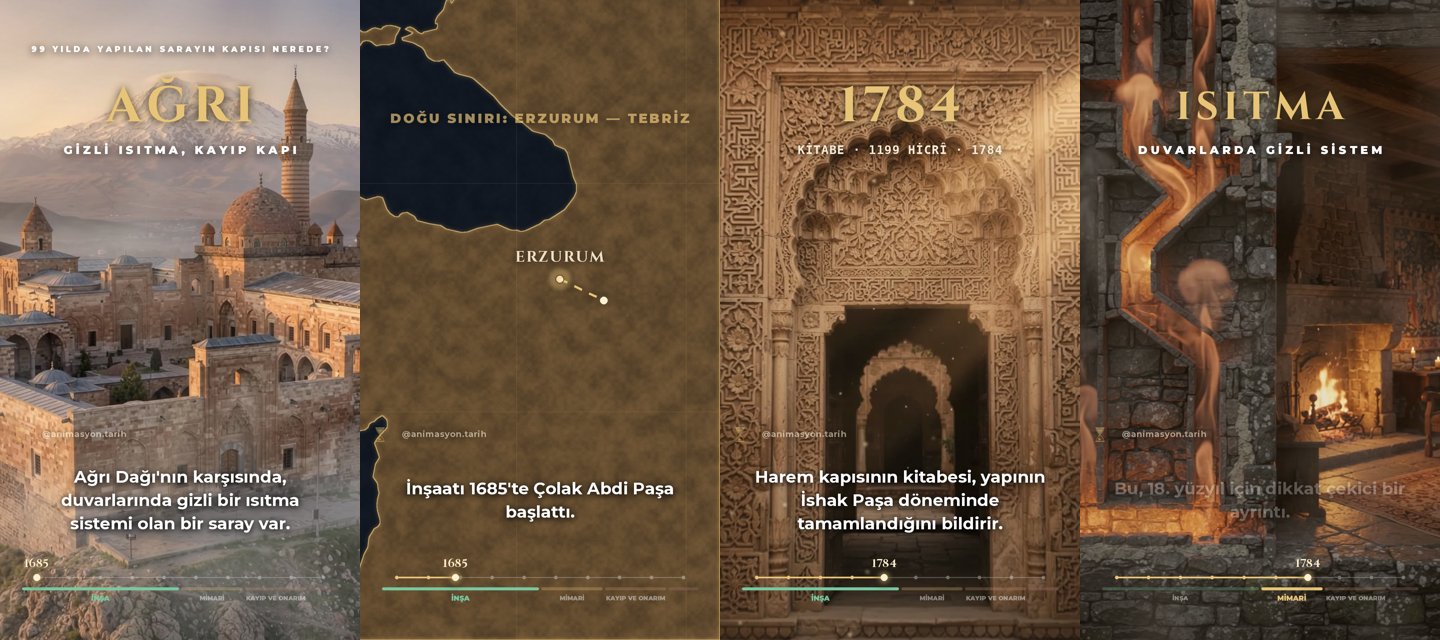 99 YILDA YAPILAN SARAYIN KAPISI NEREDE?
AĞRI
GİZLİ ISITMA, KAYIP KAPI
@animasyon.tarih
Ağrı Dağı'nın karşısında,
duvarlarında gizli bir ısıtma
sistemi olan bir saray var.
1685
İNŞA
MİMARİ
KAYIP VE ONARIM
DOĞU SINIRI: ERZURUM — TEBRİZ
ERZURUM
@animasyon.tarih
İnşaatı 1685'te Çolak Abdi Paşa
başlattı.
1685
İNŞA
MİMARİ
KAYIP VE ONARIM
1784
KİTABE · 1199 HİCRÎ · 1784
@animasyon.tarih
Harem kapısının kitabesi, yapının
İshak Paşa döneminde
tamamlandığını bildirir.
1784
İNŞA
MİMARİ
KAYIP VE ONARIM
ISITMA
DUVARLARDA GİZLİ SİSTEM
@animasyon.tarih
Bu, 18. yüzyıl için dikkat çekici bir
ayrıntı.
1784
İNŞA
MİMARİ
KAYIP VE ONARIM